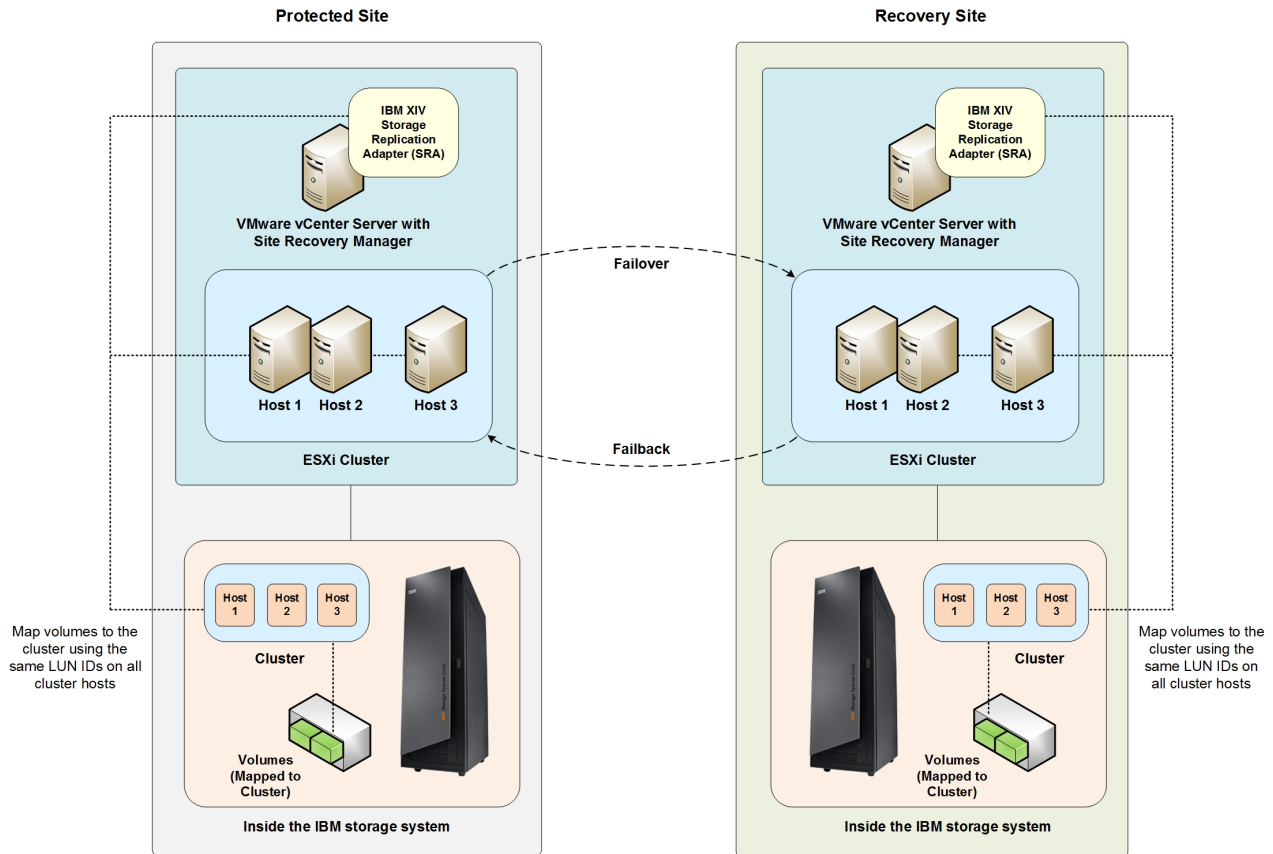 Protected Site
Recovery Site
IBM XIV
Storage
Replication
Adapter (SRA)
VMware vCenter Server with
Site Recovery Manager
Host 1
Host 2
Host 3
ESXi Cluster
IBM XIV
Storage
Replication
Adapter (SRA)
VMware vCenter Server with
Site Recovery Manager
Host 1
Host 2
Host 3
ESXi Cluster
Failover
Failback
Host
1
Host
2
Host
3
Cluster
Volumes
(Mapped to
Cluster)
Inside the IBM storage system
Map volumes to the
cluster using the
same LUN IDs on all
cluster hosts
Host
1
Host
2
Host
3
Cluster
Volumes
(Mapped to
Cluster)
Inside the IBM storage system
Map volumes to the
cluster using the
same LUN IDs on
all cluster hosts